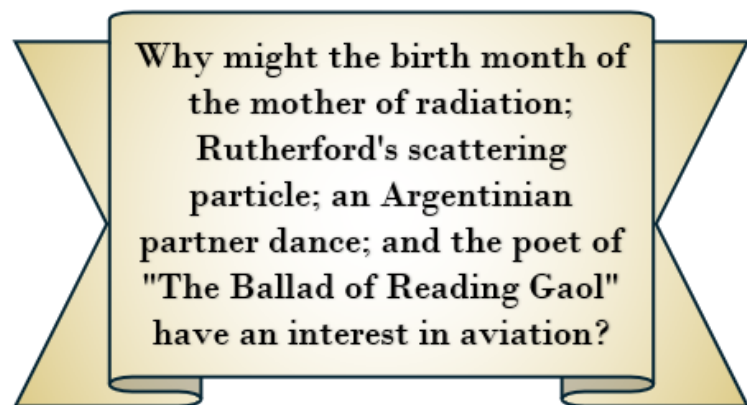 Why might the birth month of
the mother of radiation;
Rutherford's scattering
particle; an Argentinian
partner dance; and the poet of
"The Ballad of Reading Gaol"
have an interest in aviation?